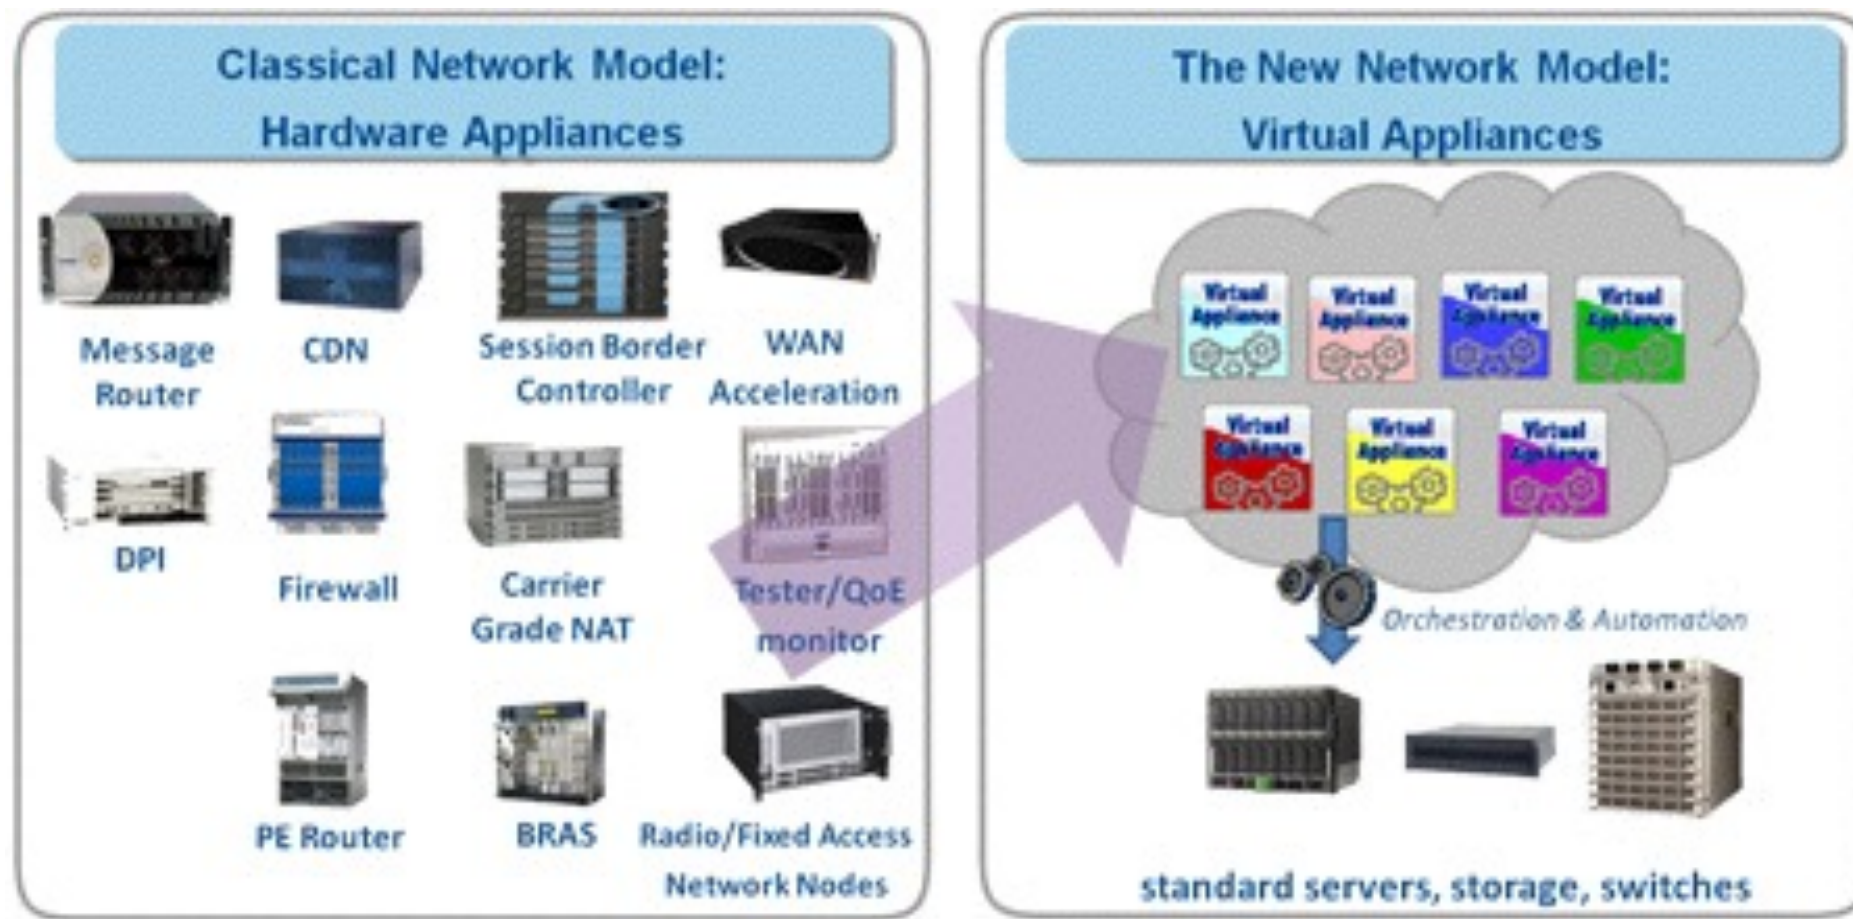 Classical Network Model:
Hardware Appliances
Message
Router
CDN
Session Border
Controller
WAN
Acceleration
DPI
Firewall
Carrier
Grade NAT
Tester/QoE
monitor
PE Router
BRAS
Radio/Fixed Access
Network Nodes
The New Network Model:
Virtual Appliances
Virtual
Appliance
Virtual
Appliance
Virtual
Appliance
Virtual
Appliance
Virtual
Appliance
Virtual
Appliance
Virtual
Appliance
Orchestration & Automation
standard servers, storage, switches